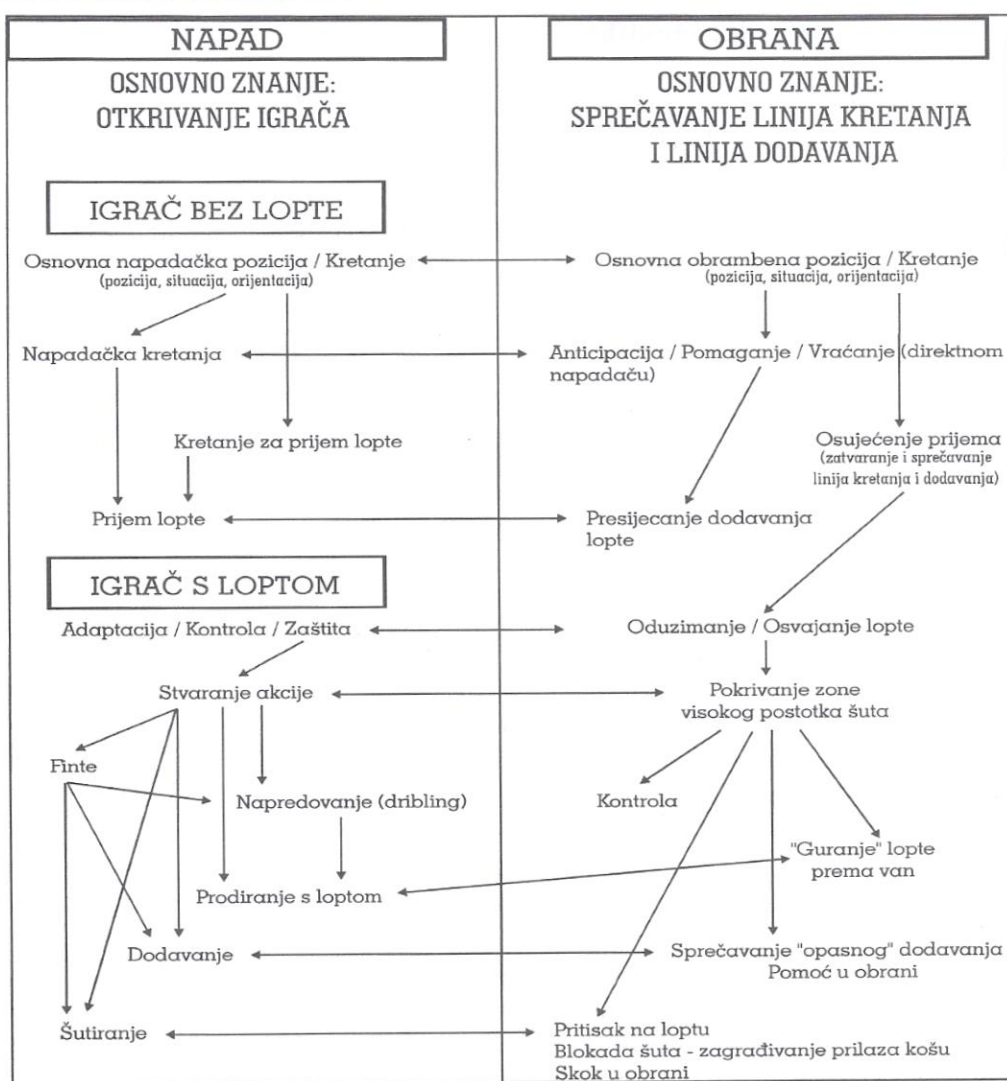 NAPAD
OSNOVNO ZNANJE:
OTKRIVANJE IGRAČA
IGRAČ BEZ LOPTE
Osnovna napadačka pozicija / Kretanje
(pozicija, situacija, orijentacija)
Napadačka kretanja
Kretanje za prijem lopte
Prijem lopte
IGRAČ S LOPTOM
Adaptacija / Kontrola / Zaštita
Stvaranje akcije
Finte
Napredovanje (dribling)
Prodiranje s loptom
Dodavanje
Šutiranje
OBRANA
OSNOVNO ZNANJE:
SPREČAVANJE LINIJA KRETANJA
I LINIJA DODAVANJA
Osnovna obrambena pozicija / Kretanje
(pozicija, situacija, orijentacija)
Anticipacija / Pomaganje / Vraćanje (direktnom
napadaču)
Osujećenje prijema
(zatvaranje i sprečavanje
linija kretanja i dodavanja)
Presijecanje dodavanja
lopte
Oduzimanje / Osvajanje lopte
Pokrivanje zone
visokog postotka šuta
Kontrola
"Guranje" lopte
prema van
Sprečavanje "opasnog" dodavanja
Pomoć u obrani
Pritisak na loptu
Blokada šuta - zagrađivanje prilaza košu
Skok u obrani